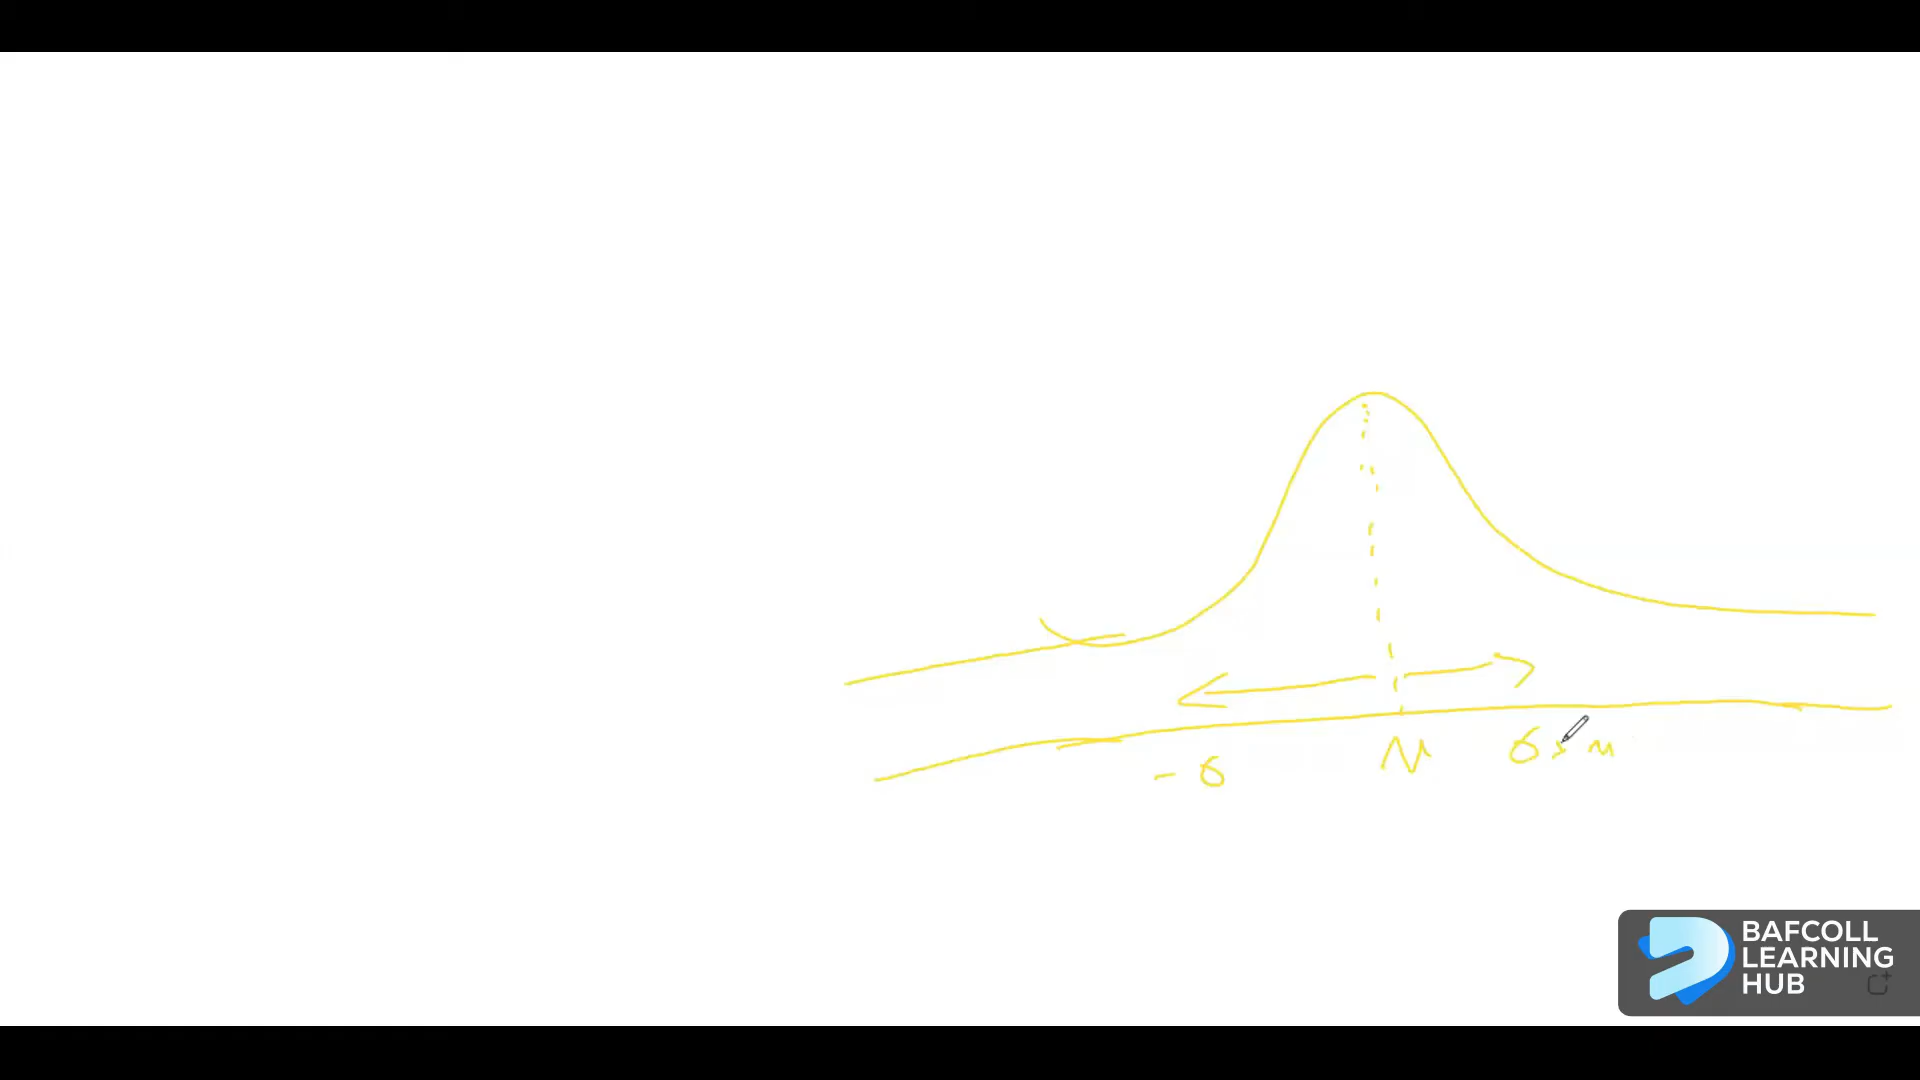 - σ μ σ
BAFCOLL
LEARNING
HUB